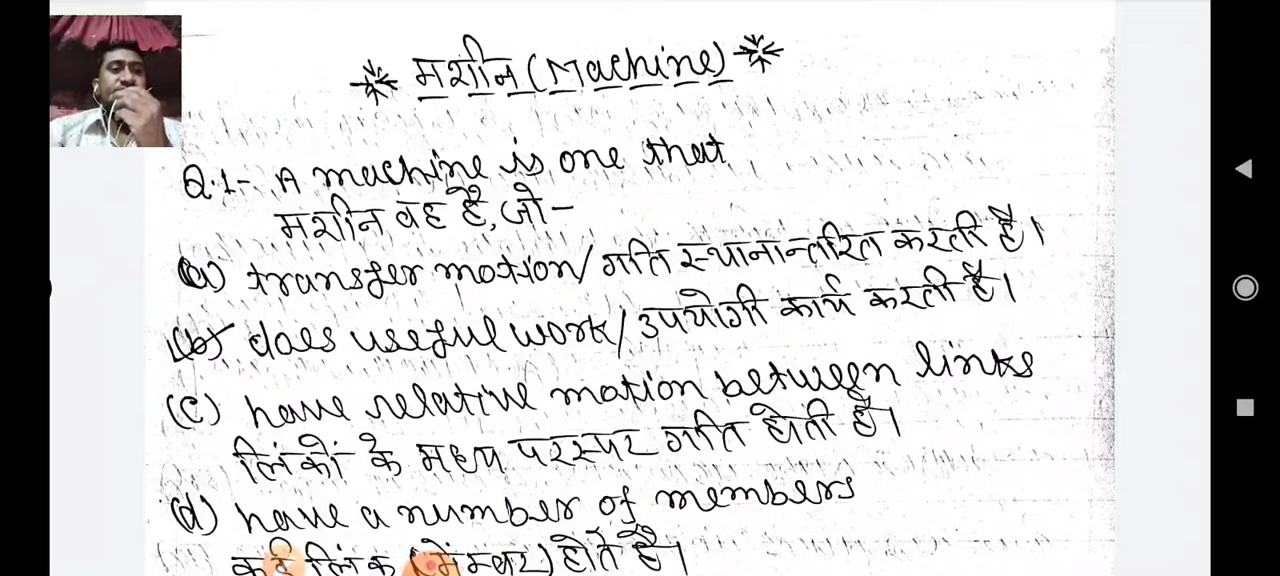 मशीन (Machine)
Q.1- A machine is one that
मशीन वह है, जो-
(a) transfer motion/ गति स्थानान्तरित करती है।
(b) does useful work/ उपयोगी कार्य करती है।
(c) have relative motion between links
लिंकों के मध्य परस्पर गति होती है।
(d) have a number of members
कई लिंक (मेम्बर) होते है।